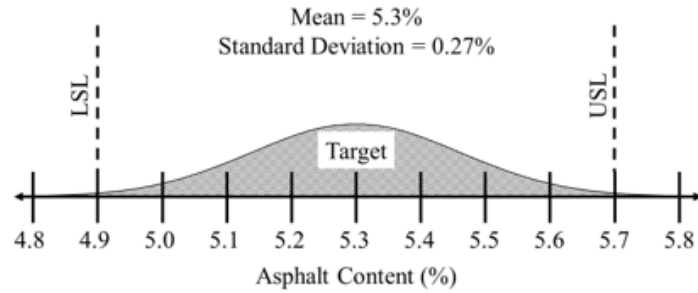 Mean = 5.3%
Standard Deviation = 0.27%
LSL
USL
Target
4.8 4.9 5.0 5.1 5.2 5.3 5.4 5.5 5.6 5.7 5.8
Asphalt Content (%)